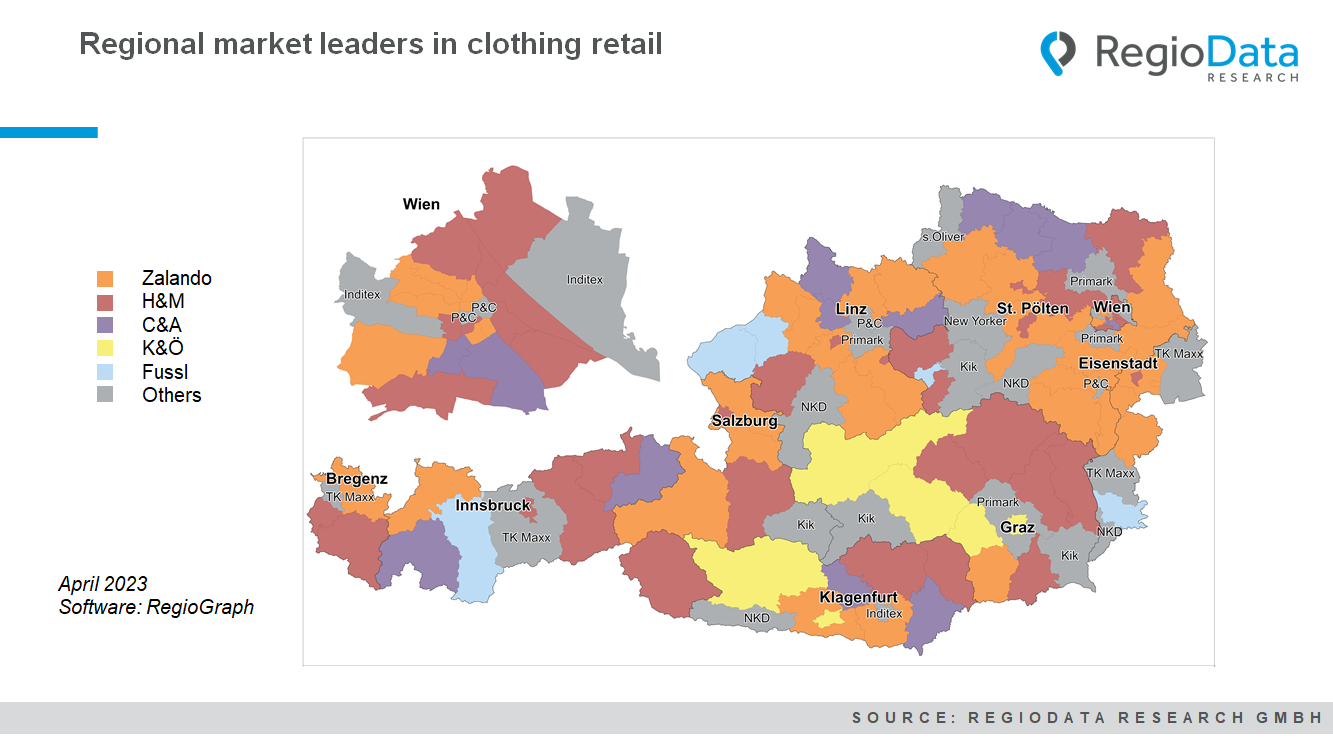 Regional market leaders in clothing retail
RegioData
RESEARCH
Zalando
H&M
C&A
K&Ö
Fussl
Others
April 2023
Software: RegioGraph
Wien
Inditex
Inditex
P&C
P&C
s.Oliver
Primark
Linz
St. Pölten
Wien
P&C
New Yorker
Primark
Primark
TK Maxx
Eisenstadt
Kik
NKD
P&C
NKD
Salzburg
Bregenz
TK Maxx
TK Maxx
Innsbruck
Primark
TK Maxx
Kik
Kik
Graz
NKD
Kik
Klagenfurt
NKD
Inditex
SOURCE: REGIODATA RESEARCH GMBH